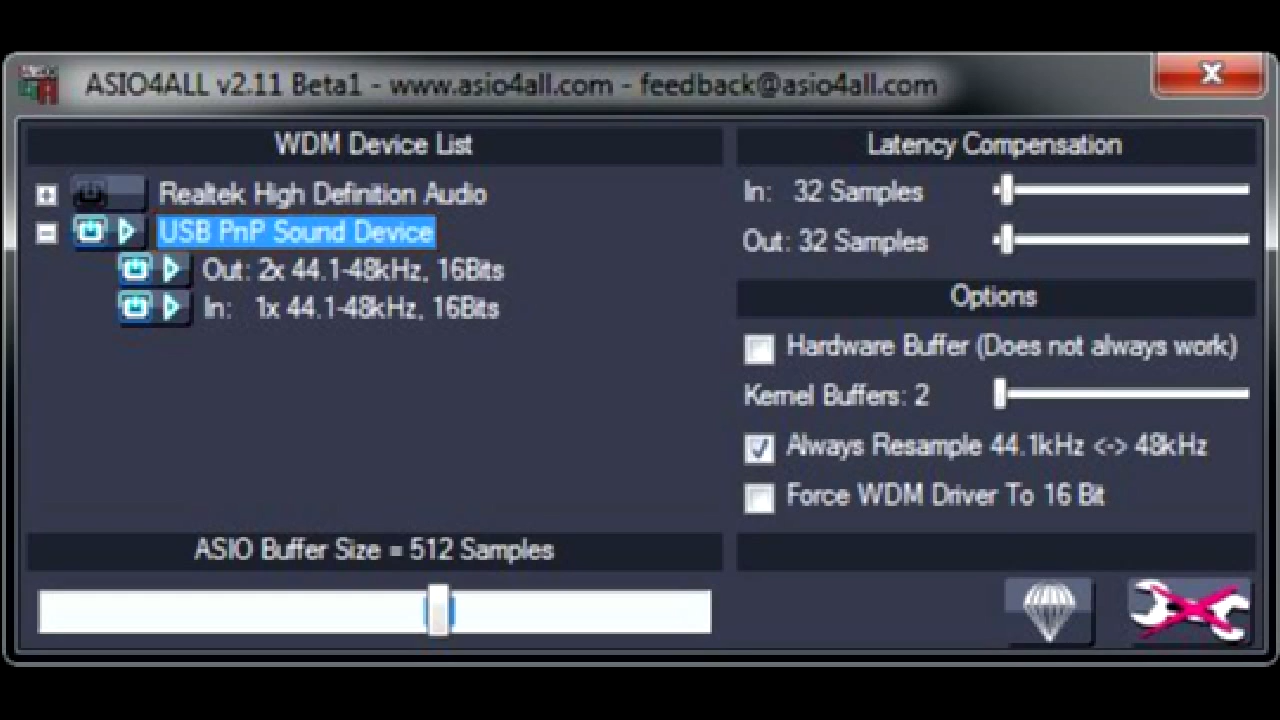 ASIO4ALL v2.11 Beta1 - www.asio4all.com - feedback@asio4all.com
WDM Device List
Realtek High Definition Audio
USB PnP Sound Device
Out: 2x 44.1-48kHz, 16Bits
In: 1x 44.1-48kHz, 16Bits
ASIO Buffer Size = 512 Samples
Latency Compensation
In: 32 Samples
Out: 32 Samples
Options
Hardware Buffer (Does not always work)
Kernel Buffers: 2
Always Resample 44.1kHz <-> 48kHz
Force WDM Driver To 16 Bit